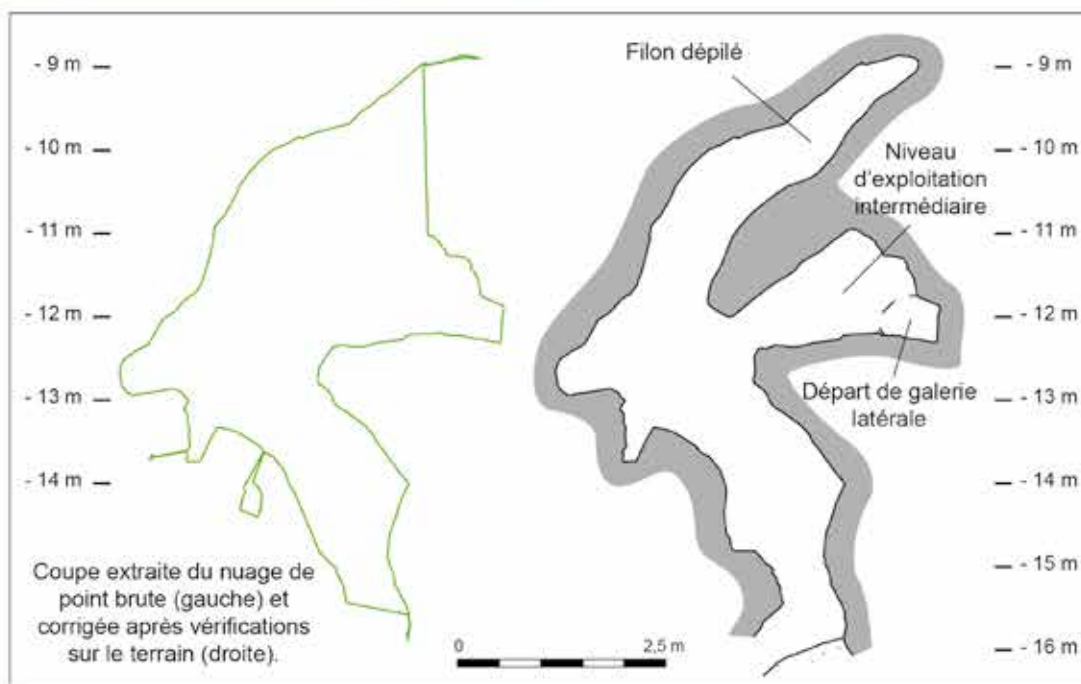 - 9 m
- 10 m
- 11 m
- 12 m
- 13 m
- 14 m
Coupe extraite du nuage de
point brute (gauche) et
corrigée après vérifications
sur le terrain (droite).
0 2,5 m
Filon dépilé
Niveau
d'exploitation
intermédiaire
Départ de galerie
latérale
- 9 m
- 10 m
- 11 m
- 12 m
- 13 m
- 14 m
- 15 m
- 16 m